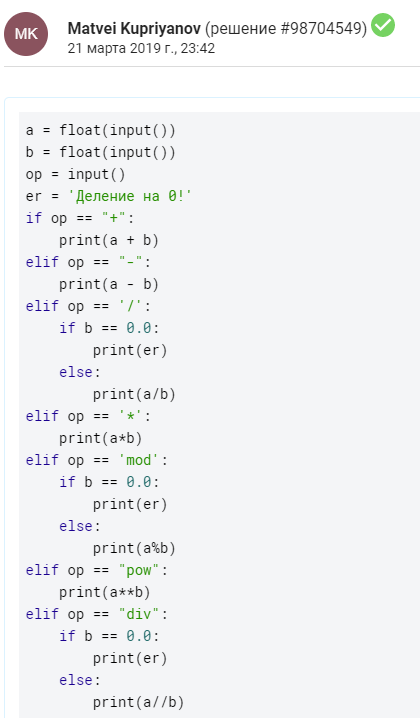 MK
Matvei Kupriyanov (решение #98704549)
21 марта 2019 г., 23:42
a = float(input())
b = float(input())
op = input()
er = 'Деление на 0!'
if op == "+":
    print(a + b)
elif op == "-":
    print(a - b)
elif op == '/':
    if b == 0.0:
        print(er)
    else:
        print(a/b)
elif op == '*':
    print(a*b)
elif op == 'mod':
    if b == 0.0:
        print(er)
    else:
        print(a%b)
elif op == "pow":
    print(a**b)
elif op == "div":
    if b == 0.0:
        print(er)
    else:
        print(a//b)